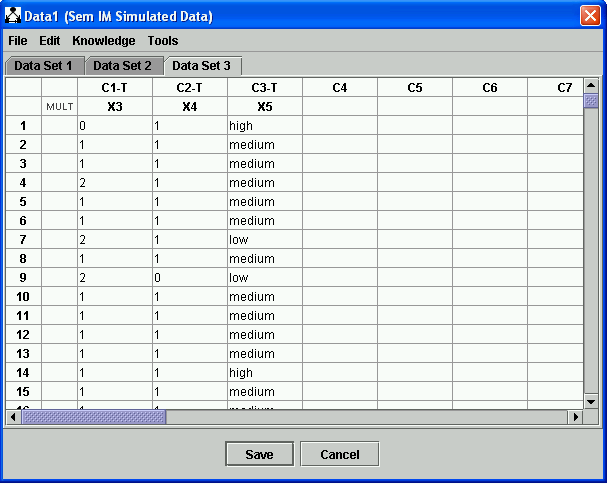 Data1 (Sem IM Simulated Data)
File Edit Knowledge Tools
Data Set 1 Data Set 2 Data Set 3
C1-T C2-T C3-T C4 C5 C6 C7
MULT X3 X4 X5
1 0 1 high
2 1 1 medium
3 1 1 medium
4 2 1 medium
5 1 1 medium
6 1 1 medium
7 2 1 low
8 1 1 medium
9 2 0 low
10 1 1 medium
11 1 1 medium
12 1 1 medium
13 1 1 medium
14 1 1 high
15 1 1 medium
16 1 1 medium
Save Cancel